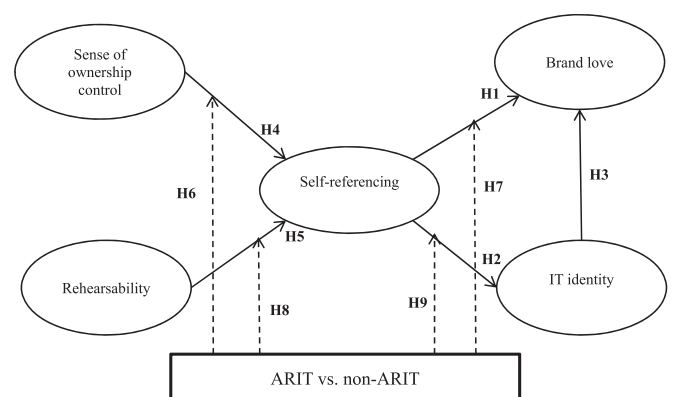 Sense of
ownership
control
Brand love
H1
H4
Self-referencing
H6
H7
H3
H5
H2
Rehearsability
IT identity
H8
H9
ARIT vs. non-ARIT